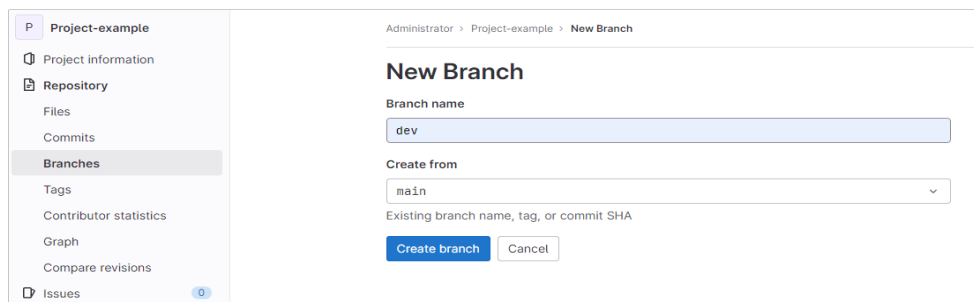 P Project-example
Project information
Repository
Files
Commits
Branches
Tags
Contributor statistics
Graph
Compare revisions
Issues 0
Administrator > Project-example > New Branch
New Branch
Branch name
dev
Create from
main
Existing branch name, tag, or commit SHA
Create branch Cancel